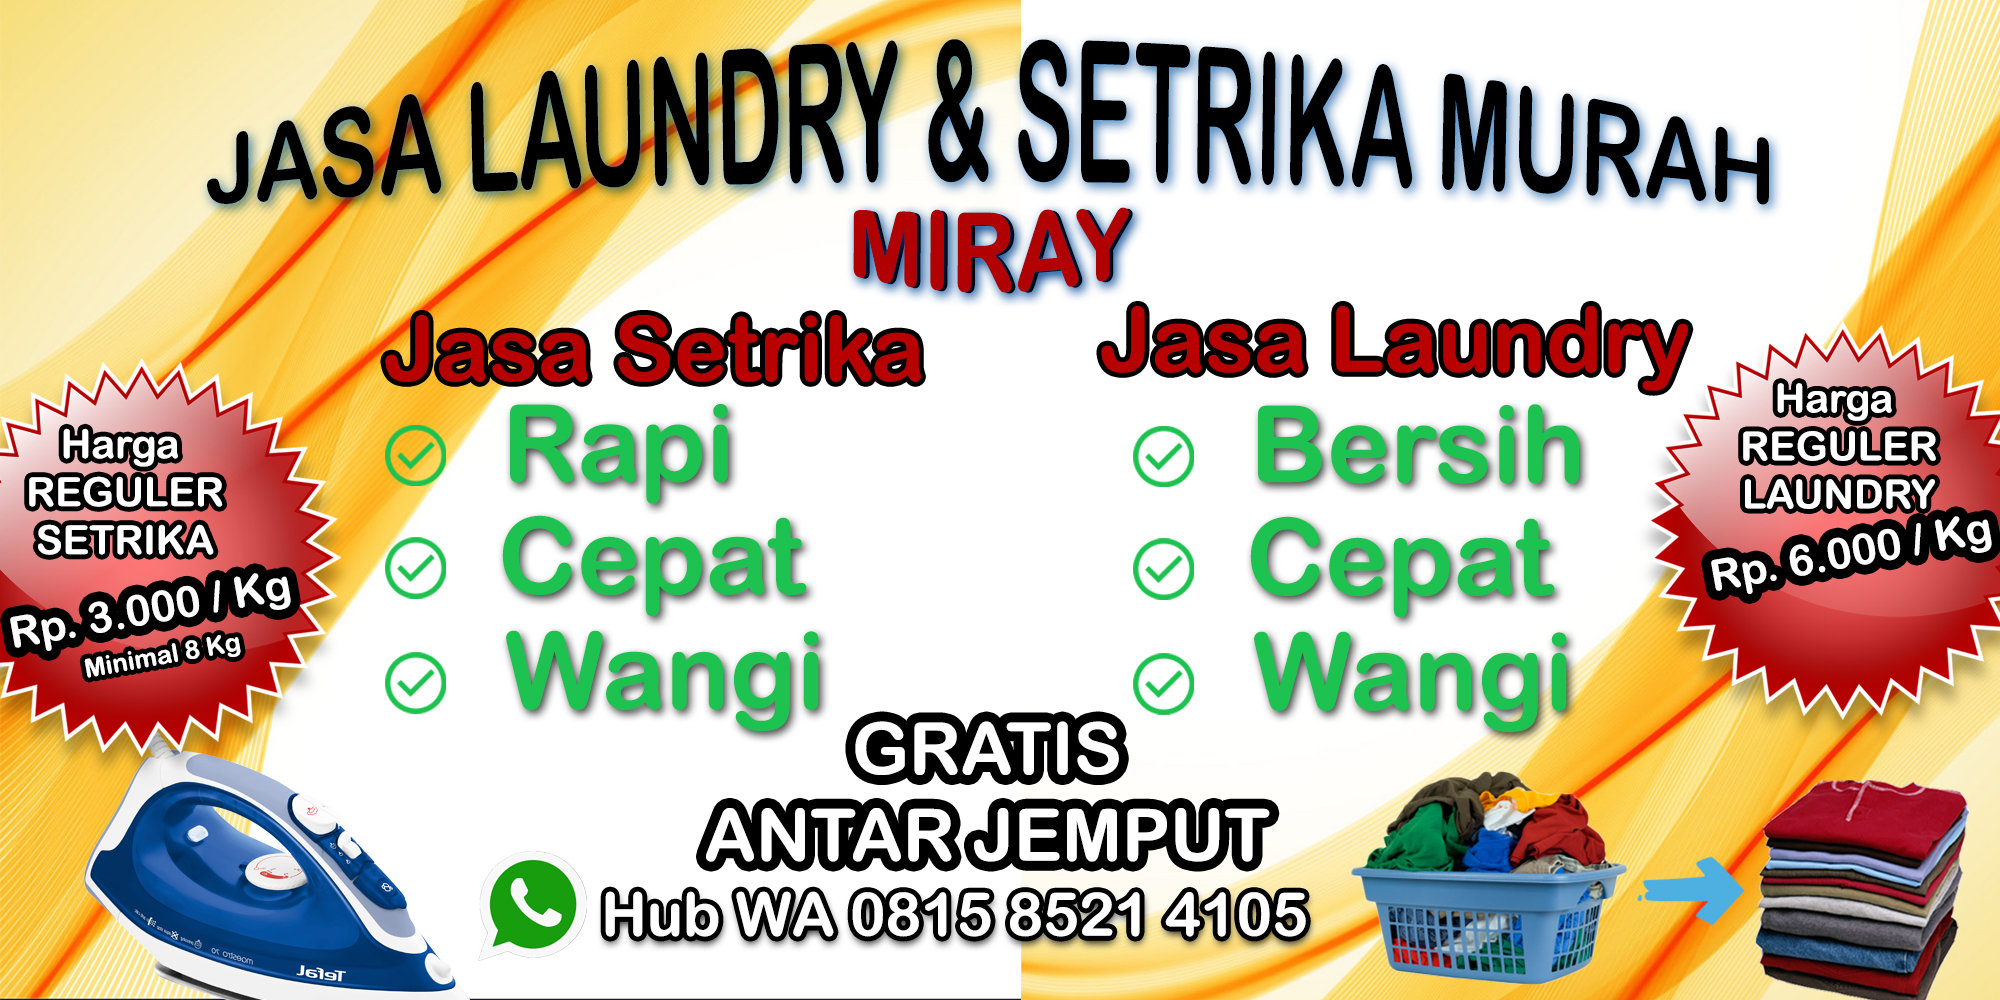 JASA LAUNDRY & SETRIKA MURAH
MIRAY
Jasa Setrika
Rapi
Cepat
Wangi
Jasa Laundry
Bersih
Cepat
Wangi
Harga
REGULER
SETRIKA
Rp. 3.000 / Kg
Minimal 8 Kg
Harga
REGULER
LAUNDRY
Rp. 6.000 / Kg
GRATIS
ANTAR JEMPUT
Hub WA 0815 8521 4105
Tefal
maestro 70